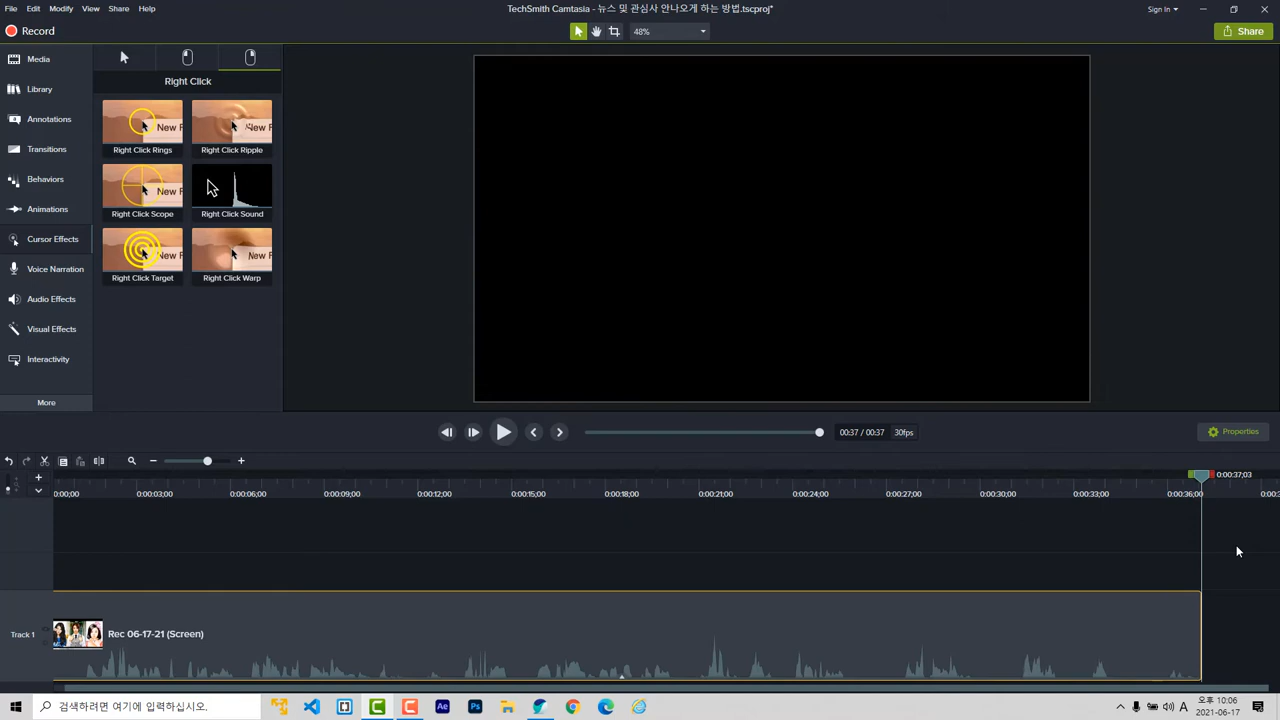 File Edit Modify View Share Help
TechSmith Camtasia - 뉴스 및 관심사 안나오게 하는 방법.tscproj*
Sign In
Record
48%
Share
Media
Library
Annotations
Transitions
Behaviors
Animations
Cursor Effects
Voice Narration
Audio Effects
Visual Effects
Interactivity
More
Right Click
New F
New F
Right Click Rings
Right Click Ripple
New F
Right Click Scope
Right Click Sound
New F
New F
Right Click Target
Right Click Warp
00:37 / 00:37
30fps
Properties
0:00:37;03
0:00;00 0:00:03;00 0:00:06;00 0:00:09;00 0:00:12;00 0:00:15;00 0:00:18;00 0:00:21;00 0:00:24;00 0:00:27;00 0:00:30;00 0:00:33;00 0:00:36;00
Track 1
Rec 06-17-21 (Screen)
검색하려면 여기에 입력하십시오.
Ae
Ps
A
오후 10:06
2021-06-17